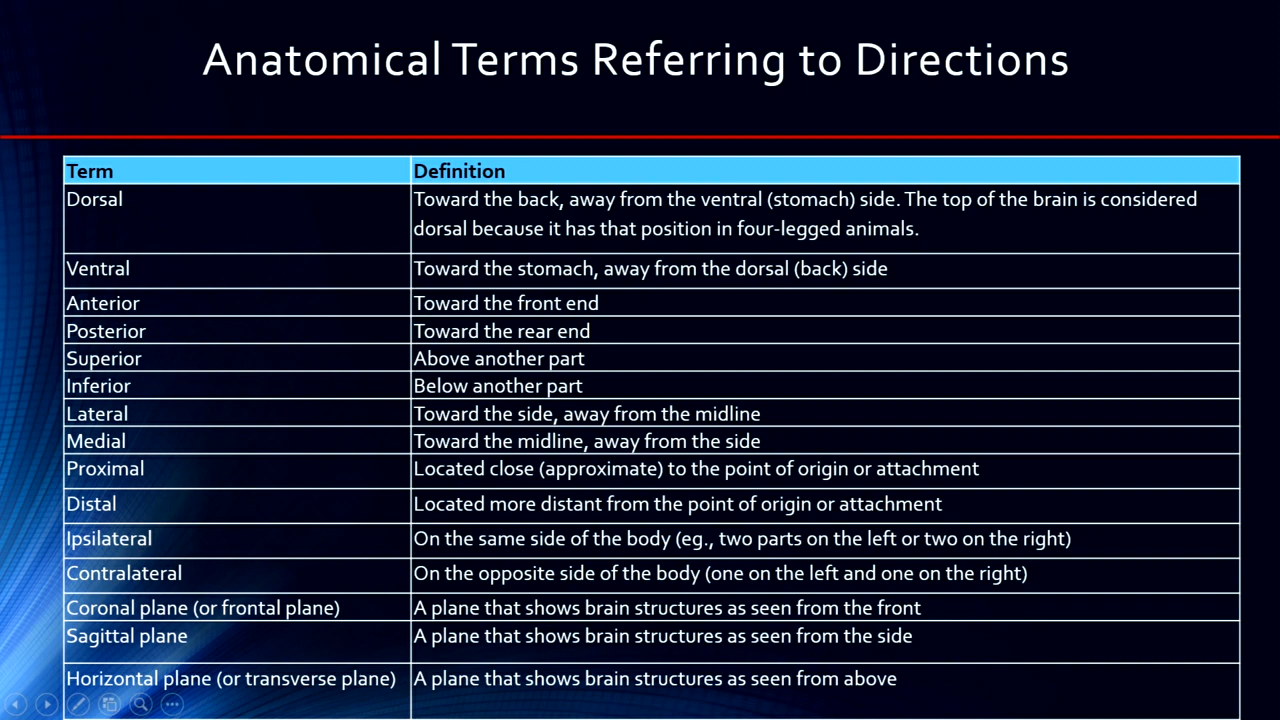 Anatomical Terms Referring to Directions
Term Definition
Dorsal Toward the back, away from the ventral (stomach) side. The top of the brain is considered
dorsal because it has that position in four-legged animals.
Ventral Toward the stomach, away from the dorsal (back) side
Anterior Toward the front end
Posterior Toward the rear end
Superior Above another part
Inferior Below another part
Lateral Toward the side, away from the midline
Medial Toward the midline, away from the side
Proximal Located close (approximate) to the point of origin or attachment
Distal Located more distant from the point of origin or attachment
Ipsilateral On the same side of the body (eg., two parts on the left or two on the right)
Contralateral On the opposite side of the body (one on the left and one on the right)
Coronal plane (or frontal plane) A plane that shows brain structures as seen from the front
Sagittal plane A plane that shows brain structures as seen from the side
Horizontal plane (or transverse plane) A plane that shows brain structures as seen from above